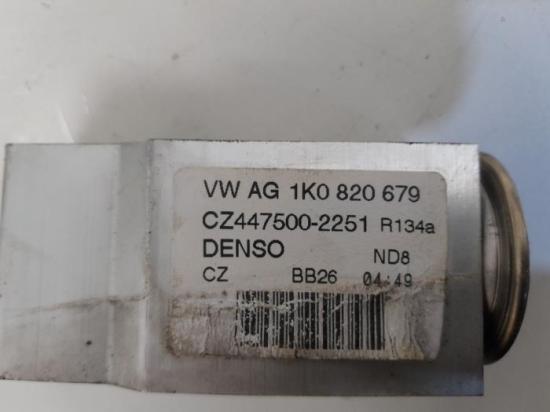 VW AG 1K0 820 679
CZ447500-2251 R134a
DENSO ND8
CZ BB26 04:49